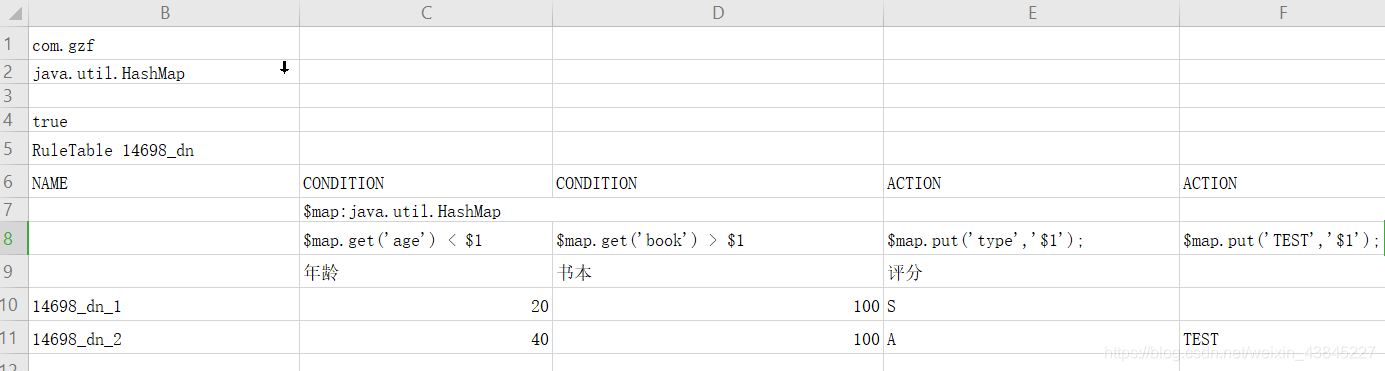 B C D E F
1 com.gzf
2 java.util.HashMap
3
4 true
5 RuleTable 14698_dn
6 NAME CONDITION CONDITION ACTION ACTION
7 $map:java.util.HashMap
8 $map.get('age') < $1 $map.get('book') > $1 $map.put('type','$1'); $map.put('TEST','$1');
9 年龄 书本 评分
10 14698_dn_1 20 100 S
11 14698_dn_2 40 100 A TEST
https://blog.csdn.net/weixin_43845227
12